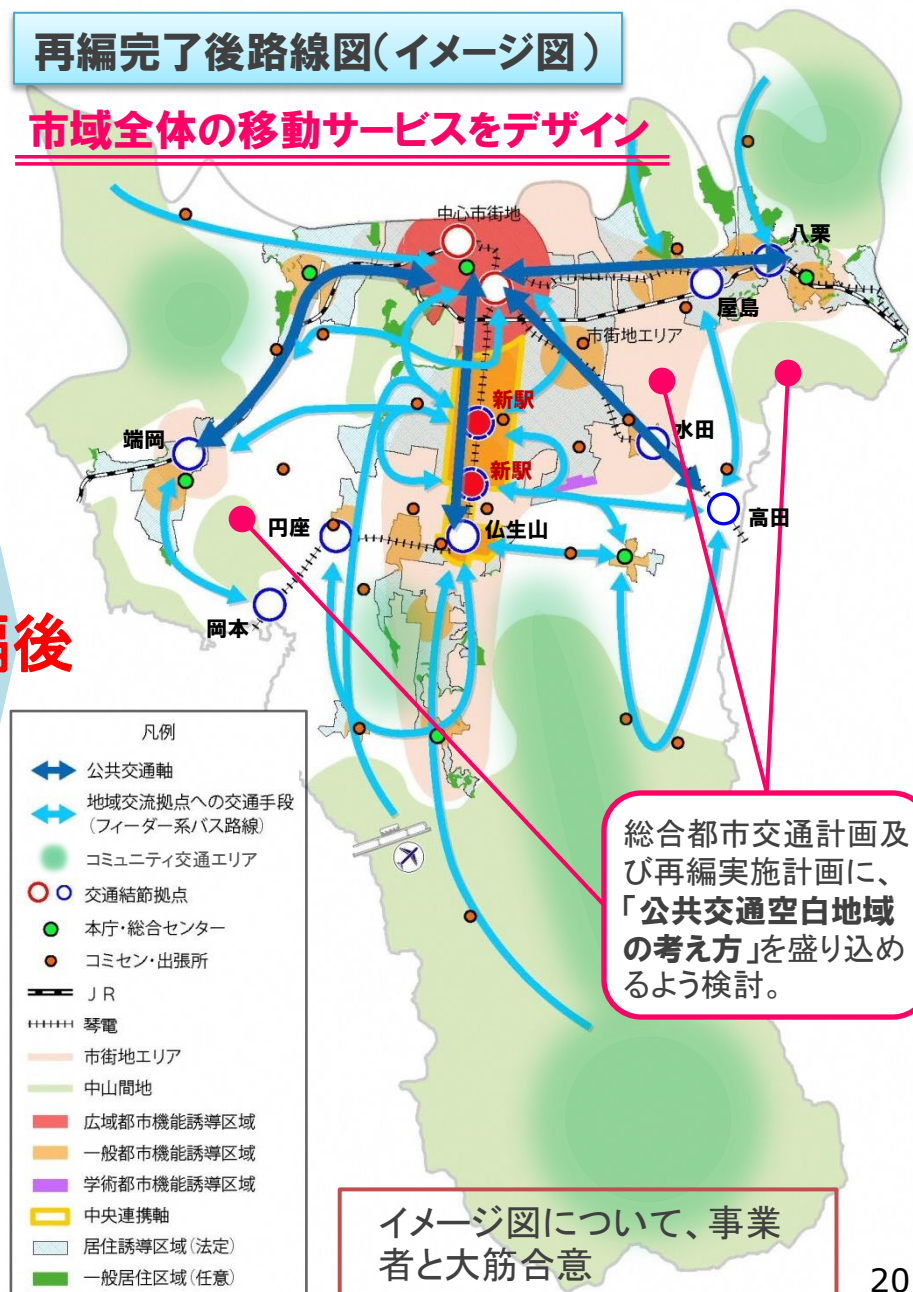 再編完了後路線図(イメージ図)
市域全体の移動サービスをデザイン
中心市街地
八栗
屋島
市街地エリア
新駅
水田
端岡
新駅
高田
円座
仏生山
岡本
後
凡例
公共交通軸
地域交流拠点への交通手段
(フィーダー系バス路線)
コミュニティ交通エリア
交通結節拠点
本庁・総合センター
コミセン・出張所
JR
琴電
市街地エリア
中山間地
広域都市機能誘導区域
一般都市機能誘導区域
学術都市機能誘導区域
中央連携軸
居住誘導区域(法定)
一般居住区域(任意)
総合都市交通計画及
び再編実施計画に、
「公共交通空白地域
の考え方」を盛り込め
るよう検討。
イメージ図について、事業
者と大筋合意
20